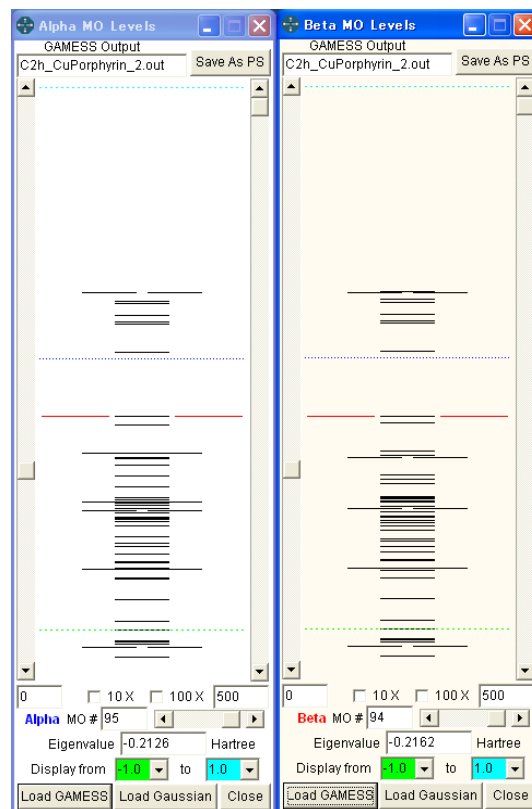 Alpha MO Levels
GAMESS Output
C2h_CuPorphyrin_2.out Save As PS
0 10 X 100 X 500
Alpha MO # 95
Eigenvalue -0.2126 Hartree
Display from -1.0 to 1.0
Load GAMESS Load Gaussian Close
Beta MO Levels
GAMESS Output
C2h_CuPorphyrin_2.out Save As PS
0 10 X 100 X 500
Beta MO # 94
Eigenvalue -0.2162 Hartree
Display from -1.0 to 1.0
Load GAMESS Load Gaussian Close